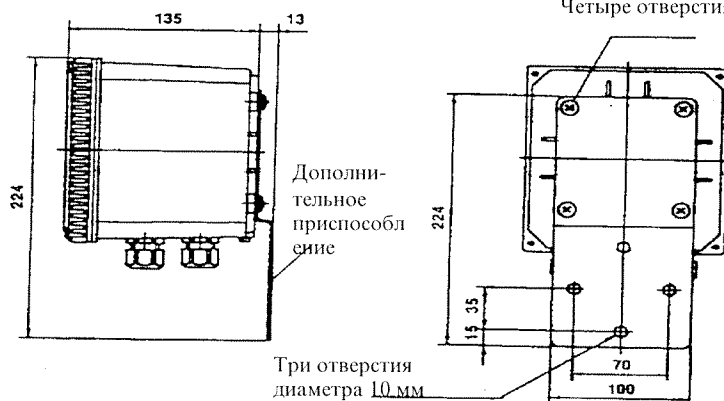 Четыре отверстия
135
13
224
Дополни-
тельное
приспособл
ение
224
35
15
70
100
Три отверстия
диаметра 10 мм